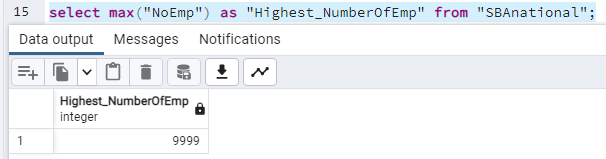 15 select max("NoEmp") as "Highest_NumberOfEmp" from "SBAnational";
Data output Messages Notifications
Highest_NumberOfEmp
integer
1 9999